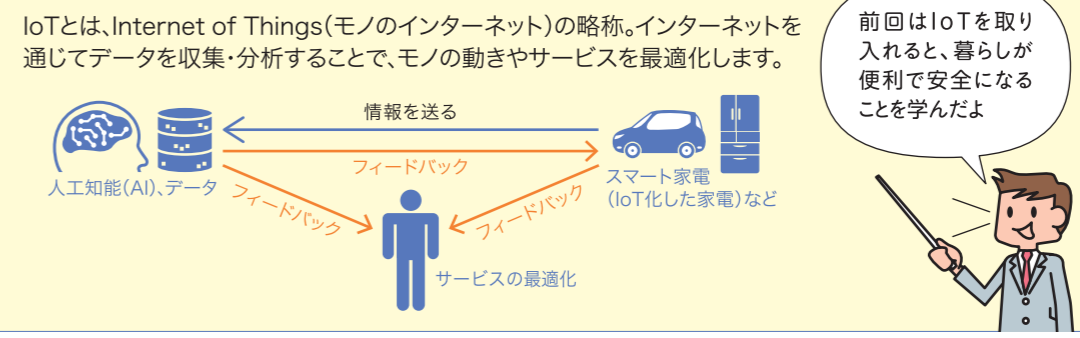 IoTとは、Internet of Things(モノのインターネット)の略称。インターネットを
通じてデータを収集・分析することで、モノの動きやサービスを最適化します。
前回はIoTを取り
入れると、暮らしが
便利で安全になる
ことを学んだよ
情報を送る
フィードバック
人工知能(AI)、データ
スマート家電
(IoT化した家電)など
フィードバック
フィードバック
サービスの最適化